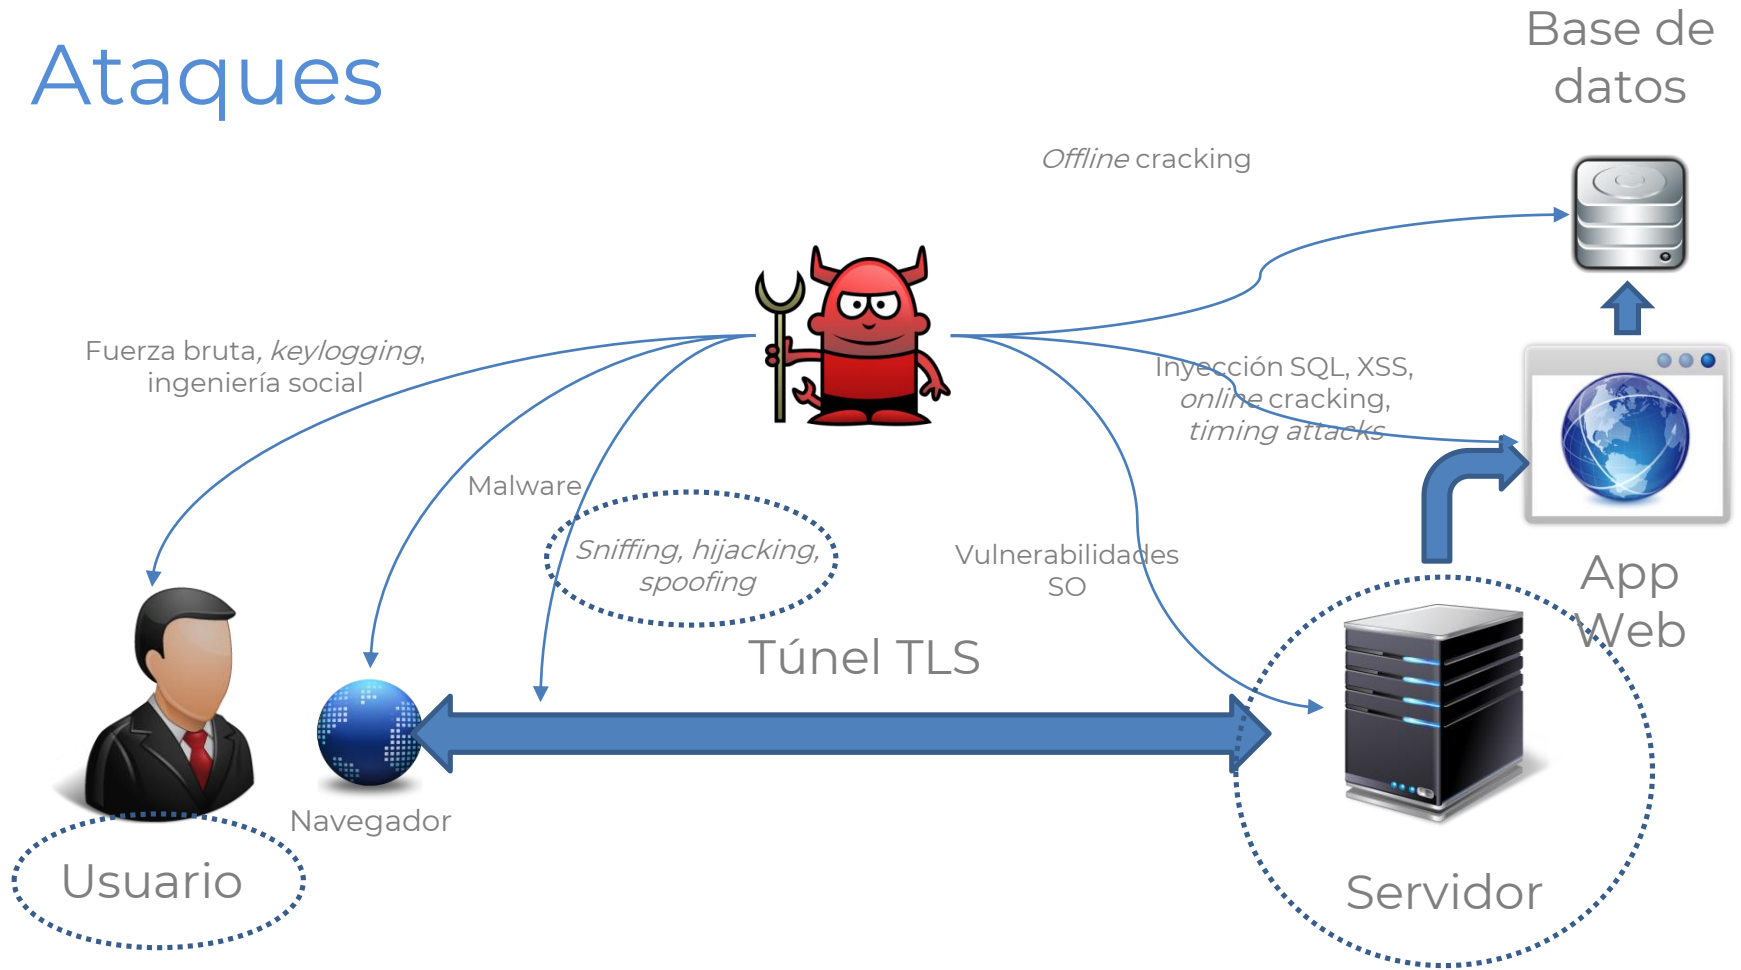 Ataques
Base de
datos
Offline cracking
Fuerza bruta, keylogging,
ingeniería social
Inyección SQL, XSS,
online cracking,
timing attacks
Malware
Sniffing, hijacking,
spoofing
Vulnerabilidades
SO
App
Web
Túnel TLS
Navegador
Usuario
Servidor